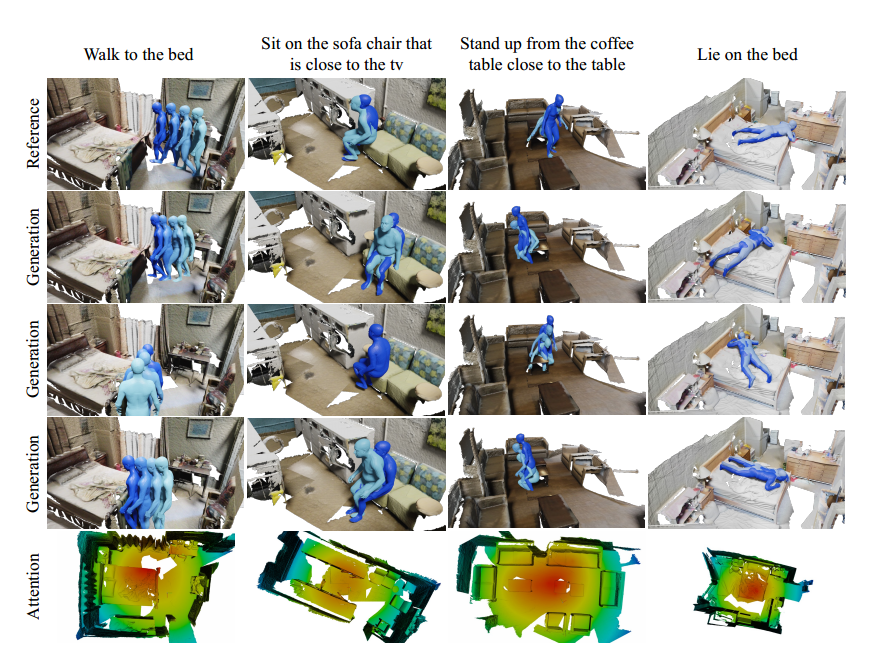 Walk to the bed
Sit on the sofa chair that
is close to the tv
Stand up from the coffee
table close to the table
Lie on the bed
Reference
Generation
Generation
Generation
Attention